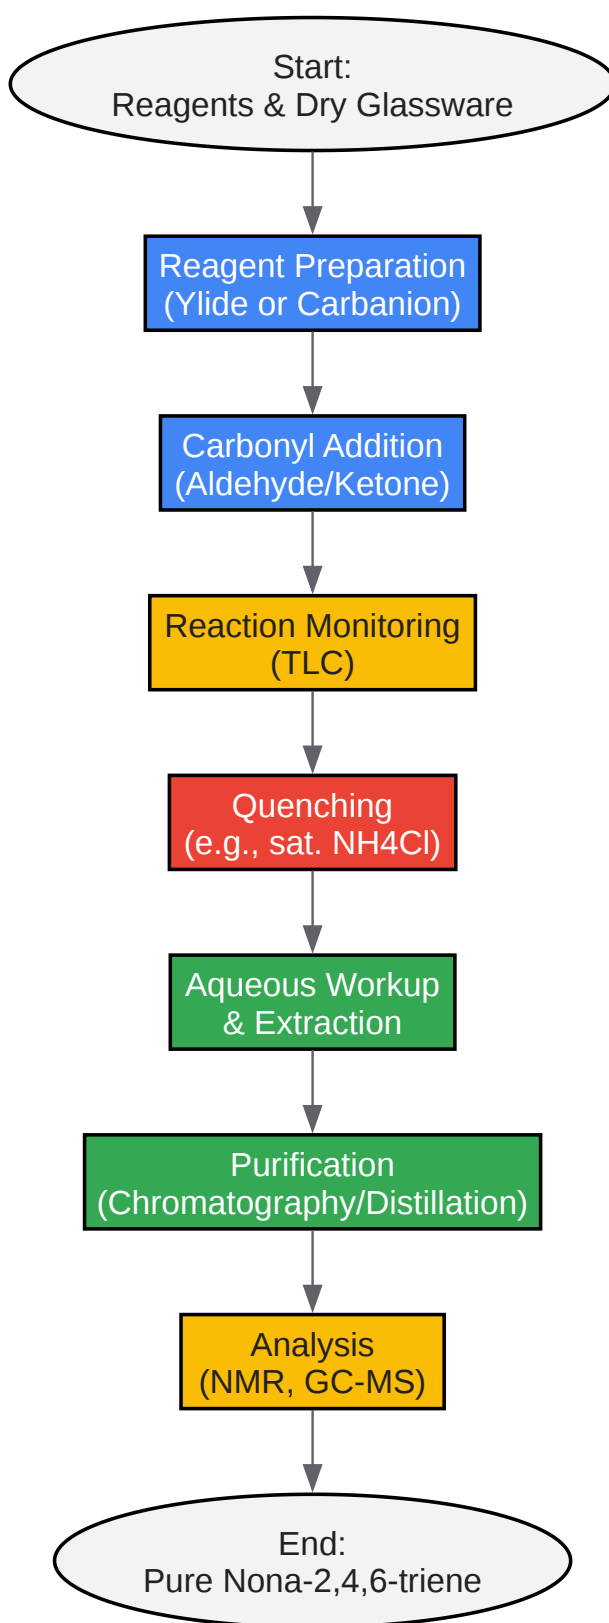 Start:
Reagents & Dry Glassware
Reagent Preparation
(Ylide or Carbanion)
Carbonyl Addition
(Aldehyde/Ketone)
Reaction Monitoring
(TLC)
Quenching
(e.g., sat. NH4Cl)
Aqueous Workup
& Extraction
Purification
(Chromatography/Distillation)
Analysis
(NMR, GC-MS)
End:
Pure Nona-2,4,6-triene